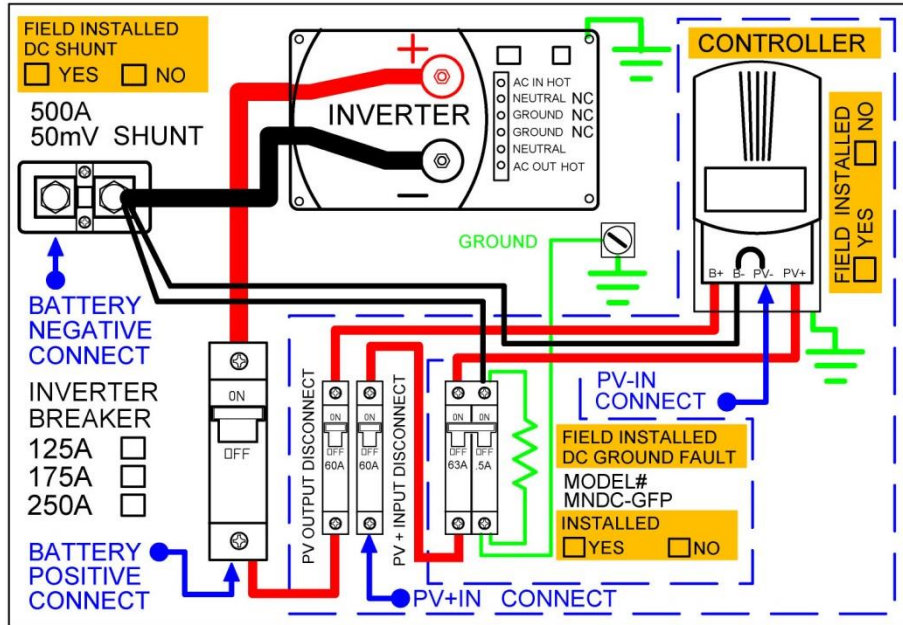 FIELD INSTALLED
DC SHUNT
YES NO
500A
50mV SHUNT
+
INVERTER
-
AC IN HOT
NEUTRAL NC
GROUND NC
GROUND NC
NEUTRAL
AC OUT HOT
CONTROLLER
FIELD INSTALLED
YES NO
B+ B- PV- PV+
GROUND
BATTERY
NEGATIVE
CONNECT
INVERTER
BREAKER
125A
175A
250A
BATTERY
POSITIVE
CONNECT
ON
OFF
PV OUTPUT DISCONNECT
ON
OFF
60A
ON
OFF
60A
PV + INPUT DISCONNECT
ON ON
OFF OFF
63A .5A
PV-IN
CONNECT
FIELD INSTALLED
DC GROUND FAULT
MODEL#
MNDC-GFP
INSTALLED
YES NO
PV+IN CONNECT